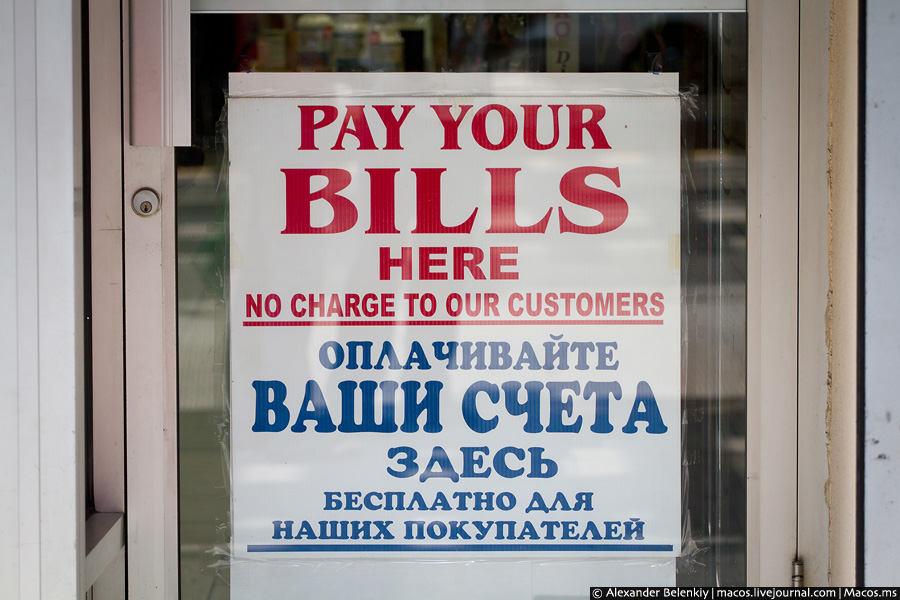 PAY YOUR
BILLS
HERE
NO CHARGE TO OUR CUSTOMERS
ОПЛАЧИВАЙТЕ
ВАШИ СЧЕТА
ЗДЕСЬ
БЕСПЛАТНО ДЛЯ
НАШИХ ПОКУПАТЕЛЕЙ
© Alexander Belenkiy | macos.livejournal.com | Macos.ms